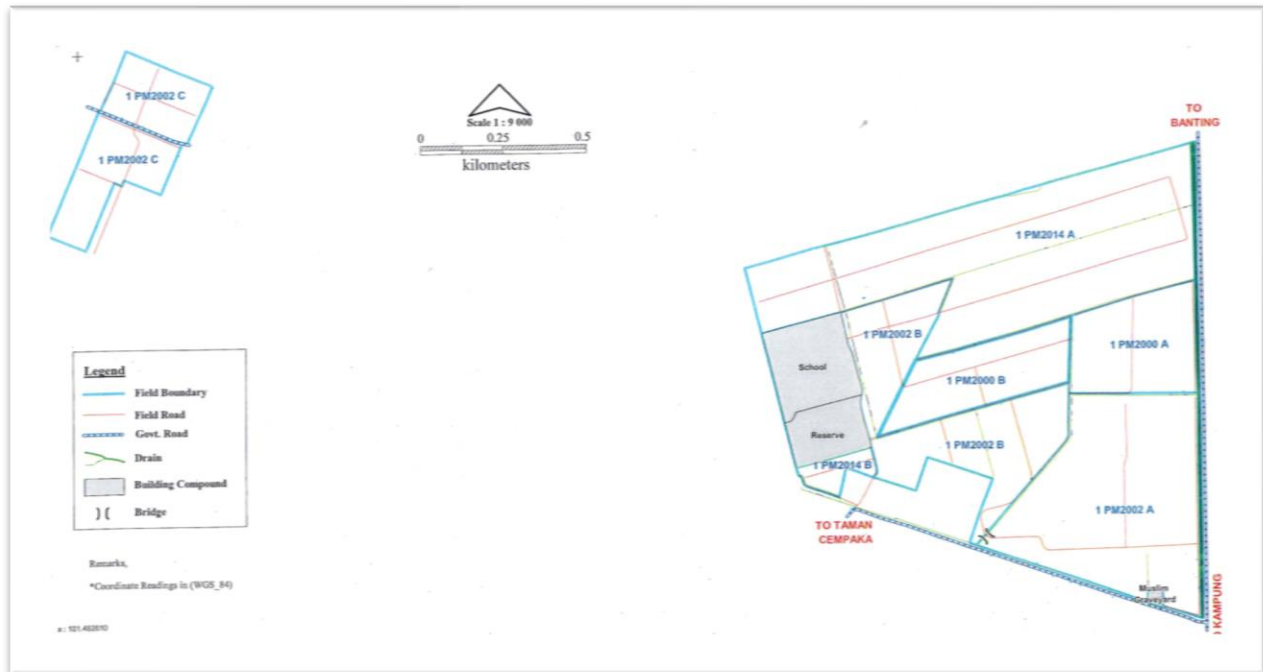 1 PM2002 C
1 PM2002 C
Scale 1 : 9 000
0 0.25 0.5
kilometers
TO
BANTING
1 PM2014 A
1 PM2002 B
1 PM2000 A
School
1 PM2000 B
Reserve
1 PM2002 B
1 PM2014 B
1 PM2002 A
TO TAMAN
CEMPAKA
Muslim
Graveyard
KAMPUNG
Legend
Field Boundary
Field Road
Govt. Road
Drain
Building Compound
Bridge
Remarks,
*Coordinate Readings in (WGS_84)